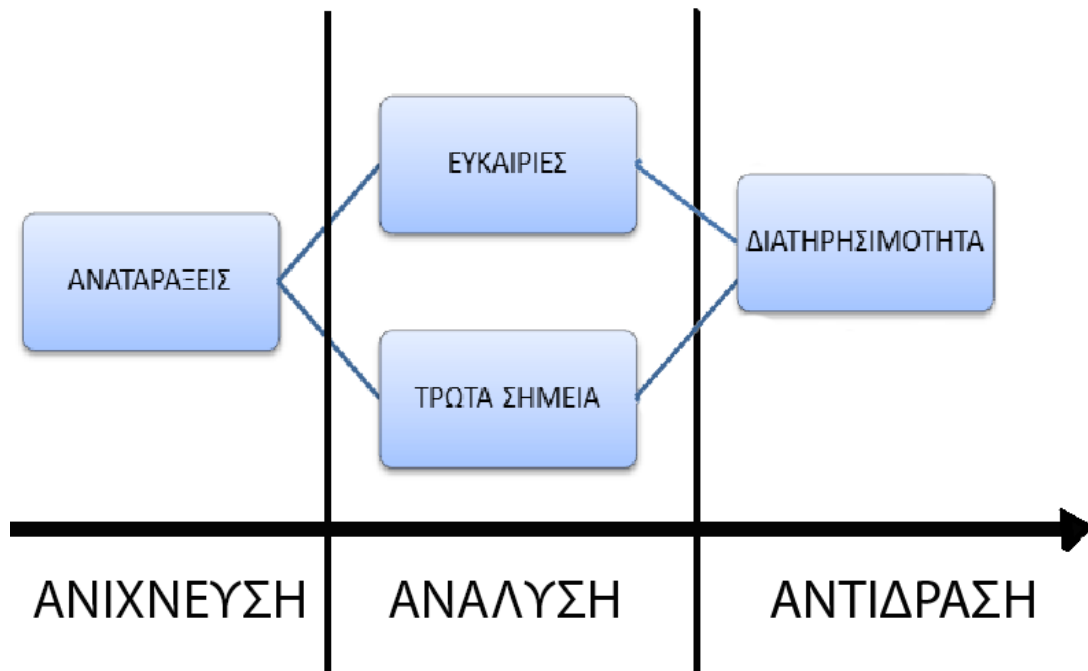 ΕΥΚΑΙΡΙΕΣ
ΑΝΑΤΑΡΑΞΕΙΣ
ΔΙΑΤΗΡΗΣΙΜΟΤΗΤΑ
ΤΡΩΤΑ ΣΗΜΕΙΑ
ΑΝΙΧΝΕΥΣΗ
ΑΝΑΛΥΣΗ
ΑΝΤΙΔΡΑΣΗ